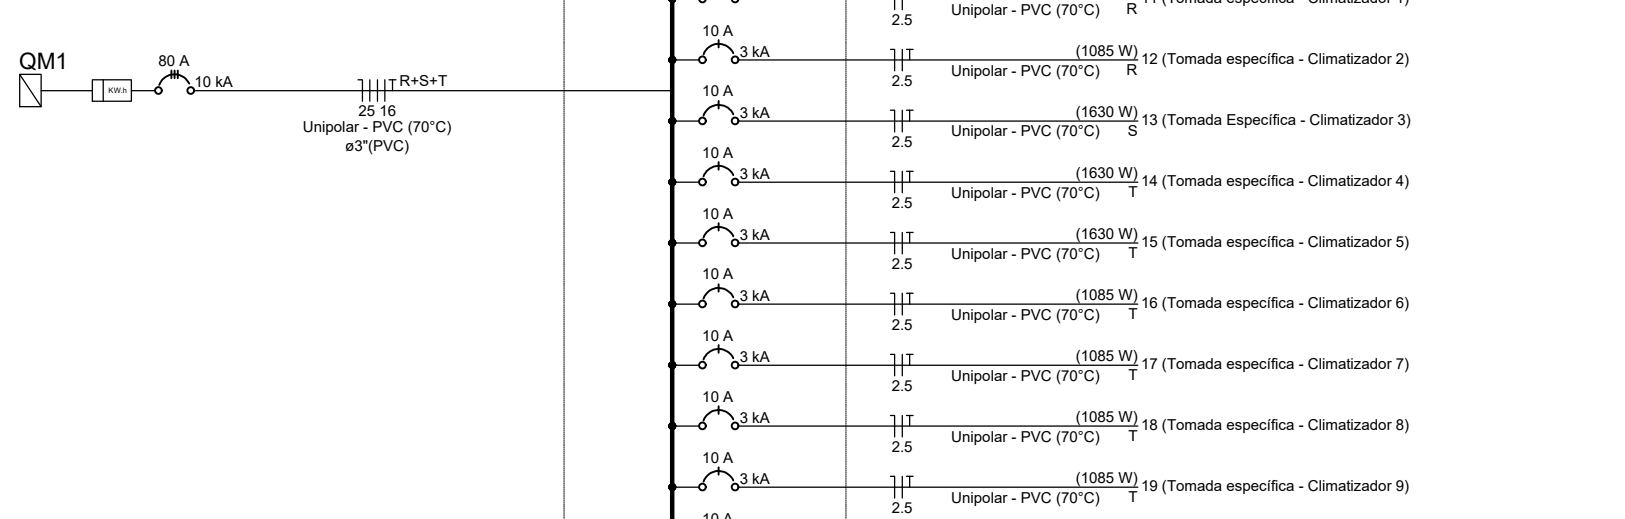 11 (Tomada específica - Climatizador 1)
Unipolar - PVC (70°C) R
2.5
QM1
80 A
10 kA
KW.h
R+S+T
25 16
Unipolar - PVC (70°C)
ø3"(PVC)
10 A
3 kA
(1085 W) 12 (Tomada específica - Climatizador 2)
Unipolar - PVC (70°C) R
2.5
10 A
3 kA
(1630 W) 13 (Tomada Específica - Climatizador 3)
Unipolar - PVC (70°C) S
2.5
10 A
3 kA
(1630 W) 14 (Tomada específica - Climatizador 4)
Unipolar - PVC (70°C) T
2.5
10 A
3 kA
(1630 W) 15 (Tomada específica - Climatizador 5)
Unipolar - PVC (70°C) T
2.5
10 A
3 kA
(1085 W) 16 (Tomada específica - Climatizador 6)
Unipolar - PVC (70°C) T
2.5
10 A
3 kA
(1085 W) 17 (Tomada específica - Climatizador 7)
Unipolar - PVC (70°C) T
2.5
10 A
3 kA
(1085 W) 18 (Tomada específica - Climatizador 8)
Unipolar - PVC (70°C) T
2.5
10 A
3 kA
(1085 W) 19 (Tomada específica - Climatizador 9)
Unipolar - PVC (70°C) T
2.5
10 A